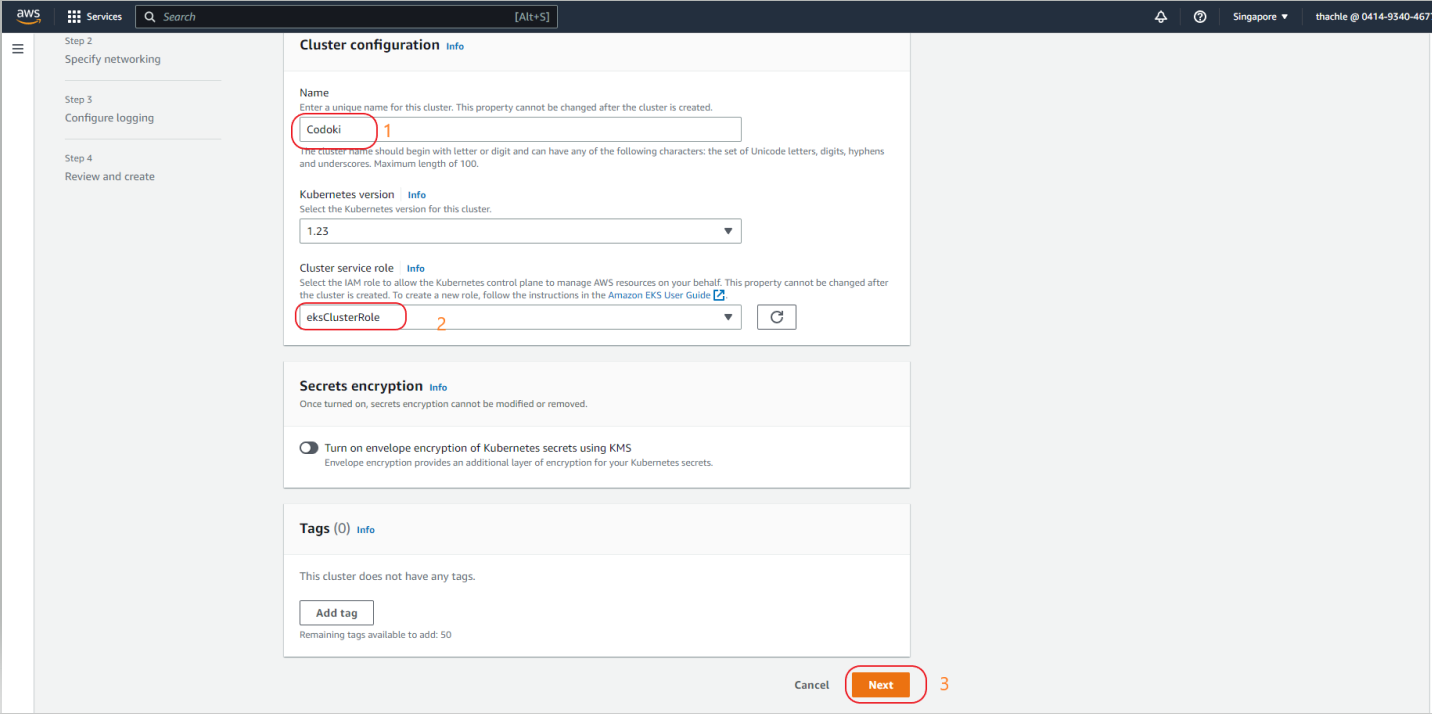 aws
Services
Search
[Alt+S]
Singapore ▼
thachle @ 0414-9340-467
Step 2
Specify networking
Step 3
Configure logging
Step 4
Review and create
Cluster configuration Info
Name
Enter a unique name for this cluster. This property cannot be changed after the cluster is created.
Codoki
1
The cluster name should begin with letter or digit and can have any of the following characters: the set of Unicode letters, digits, hyphens
and underscores. Maximum length of 100.
Kubernetes version Info
Select the Kubernetes version for this cluster.
1.23
Cluster service role Info
Select the IAM role to allow the Kubernetes control plane to manage AWS resources on your behalf. This property cannot be changed after
the cluster is created. To create a new role, follow the instructions in the Amazon EKS User Guide.
eksClusterRole
2
Secrets encryption Info
Once turned on, secrets encryption cannot be modified or removed.
Turn on envelope encryption of Kubernetes secrets using KMS
Envelope encryption provides an additional layer of encryption for your Kubernetes secrets.
Tags (0) Info
This cluster does not have any tags.
Add tag
Remaining tags available to add: 50
Cancel
Next
3